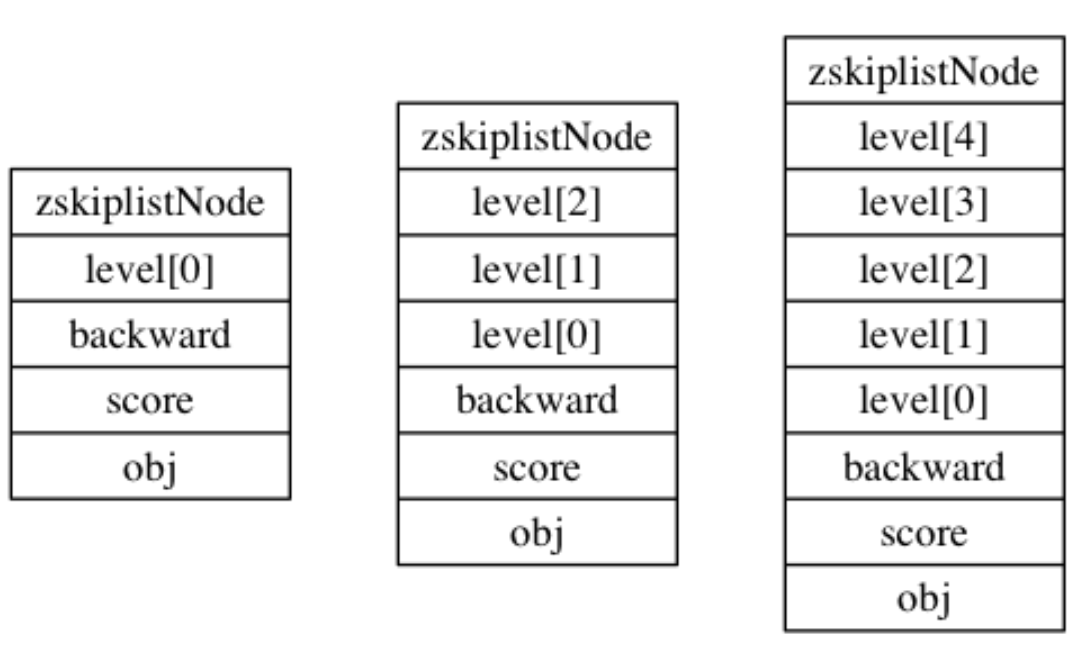 zskiplistNode
level[0]
backward
score
obj
zskiplistNode
level[2]
level[1]
level[0]
backward
score
obj
zskiplistNode
level[4]
level[3]
level[2]
level[1]
level[0]
backward
score
obj